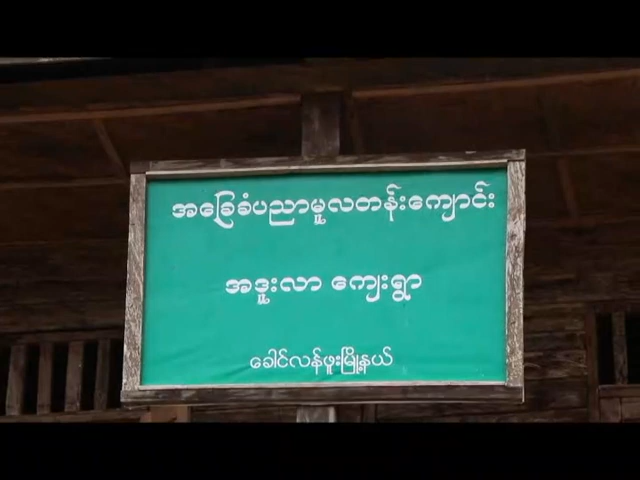 အခြေခံပညာမူလတန်းကျောင်း
အဒူးလာ ကျေးရွာ
ခေါင်လန်ဖူးမြို့နယ်